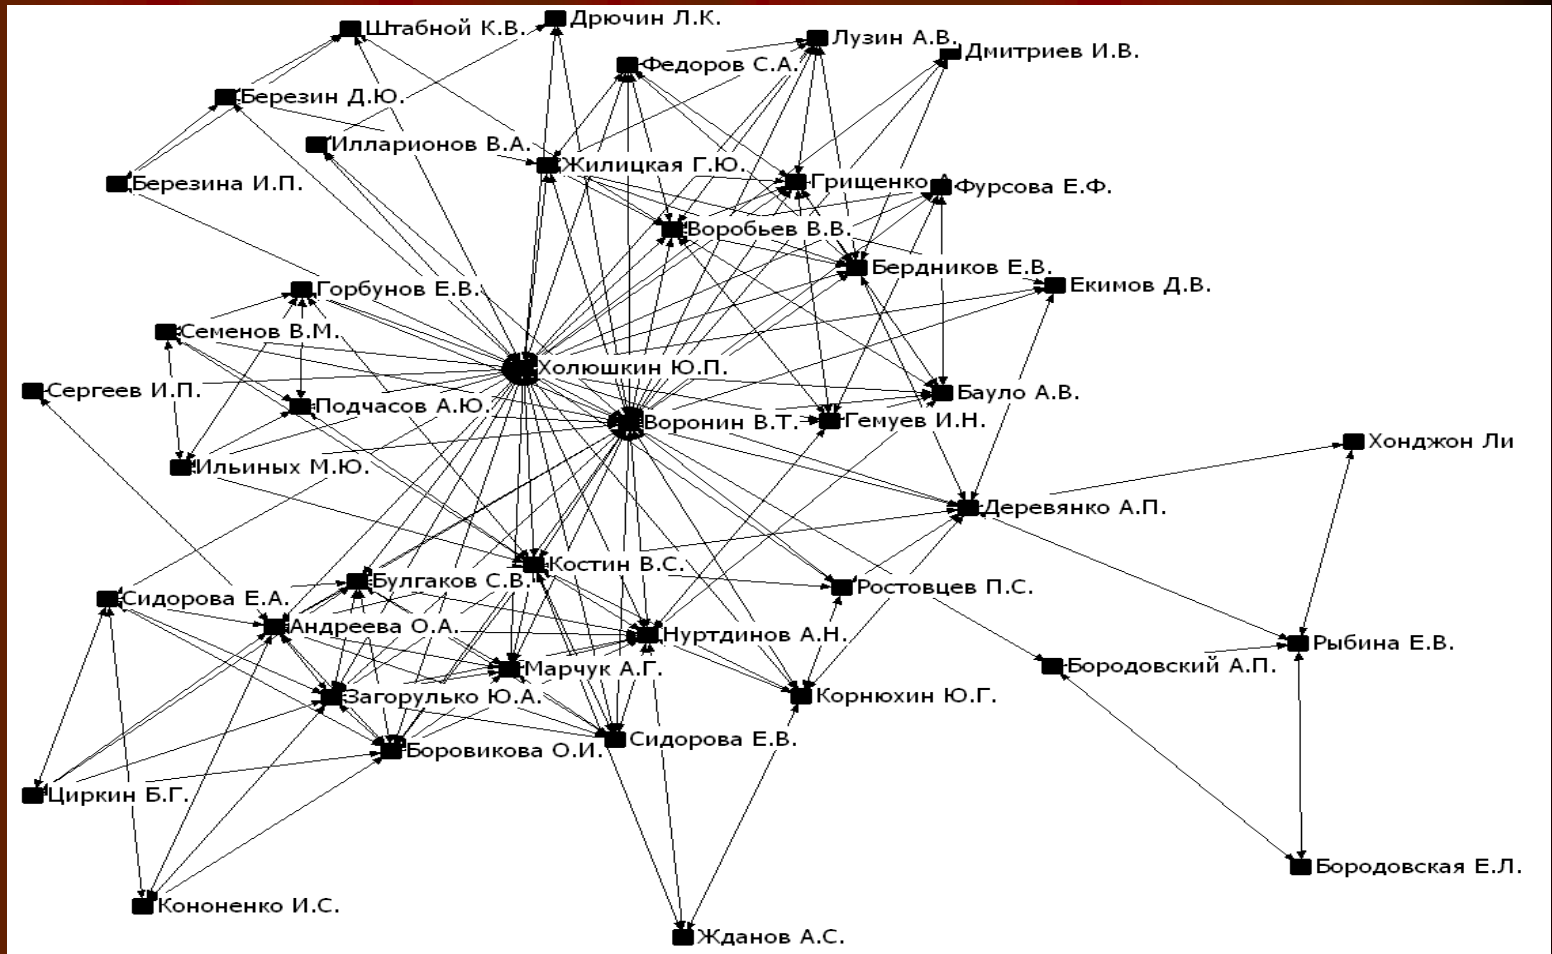 Штабной К.В.
Дрючин Л.К.
Лузин А.В.
Дмитриев И.В.
Федоров С.А.
Березин Д.Ю.
Илларионов В.А.
Жилицкая Г.Ю.
Березина И.П.
Грищенко
Фурсова Е.Ф.
Воробьев В.В.
Бердников Е.В.
Екимов Д.В.
Горбунов Е.В.
Семенов В.М.
Холюшкин Ю.П.
Сергеев И.П.
Бауло А.В.
Подчасов А.Ю.
Воронин В.Т.
Гемуев И.Н.
Хонджон Ли
Ильиных М.Ю.
Деревянко А.П.
Костин В.С.
Булгаков С.В.
Ростовцев П.С.
Сидорова Е.А.
Андреева О.А.
Нуртдинов А.Н.
Рыбина Е.В.
Марчук А.Г.
Бородовский А.П.
Загорулько Ю.А.
Корнюхин Ю.Г.
Сидорова Е.В.
Боровикова О.И.
Циркин Б.Г.
Бородовская Е.Л.
Кононенко И.С.
Жданов А.С.